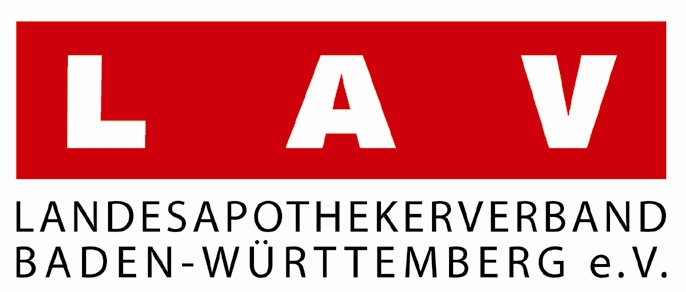 L A V
LANDESAPOTHEKERVERBAND
BADEN-WÜRTTEMBERG e.V.